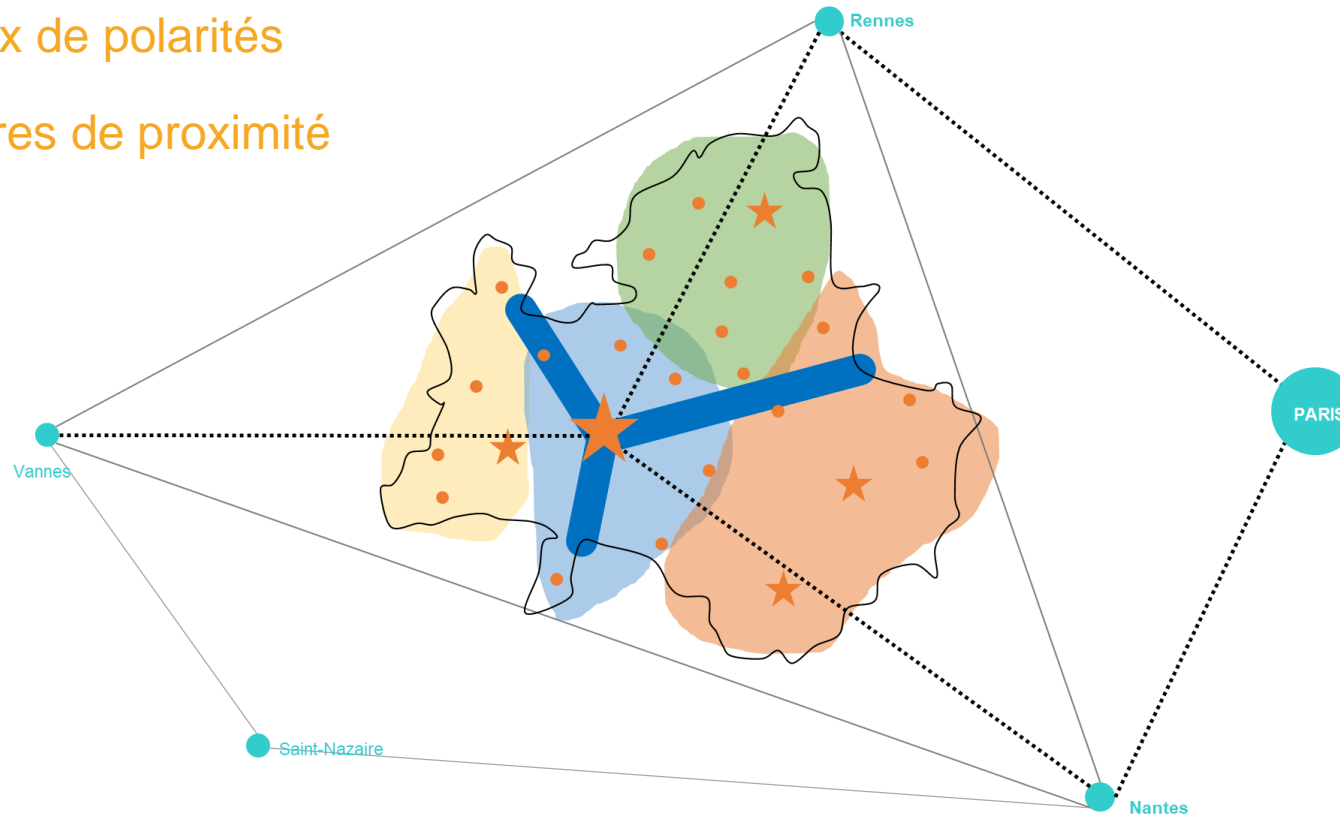 x de polarités
res de proximité
Rennes
PARIS
Vannes
Saint-Nazaire
Nantes